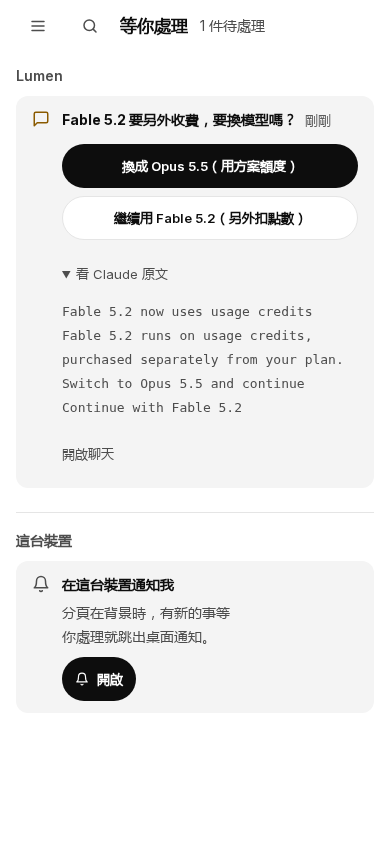 等你處理 1 件待處理
Lumen
Fable 5.2 要另外收費，要換模型嗎？ 剛剛
換成 Opus 5.5（用方案額度）
繼續用 Fable 5.2（另外扣點數）
▼ 看 Claude 原文
Fable 5.2 now uses usage credits
Fable 5.2 runs on usage credits,
purchased separately from your plan.
Switch to Opus 5.5 and continue
Continue with Fable 5.2
開啟聊天
這台裝置
在這台裝置通知我
分頁在背景時，有新的事等
你處理就跳出桌面通知。
開啟